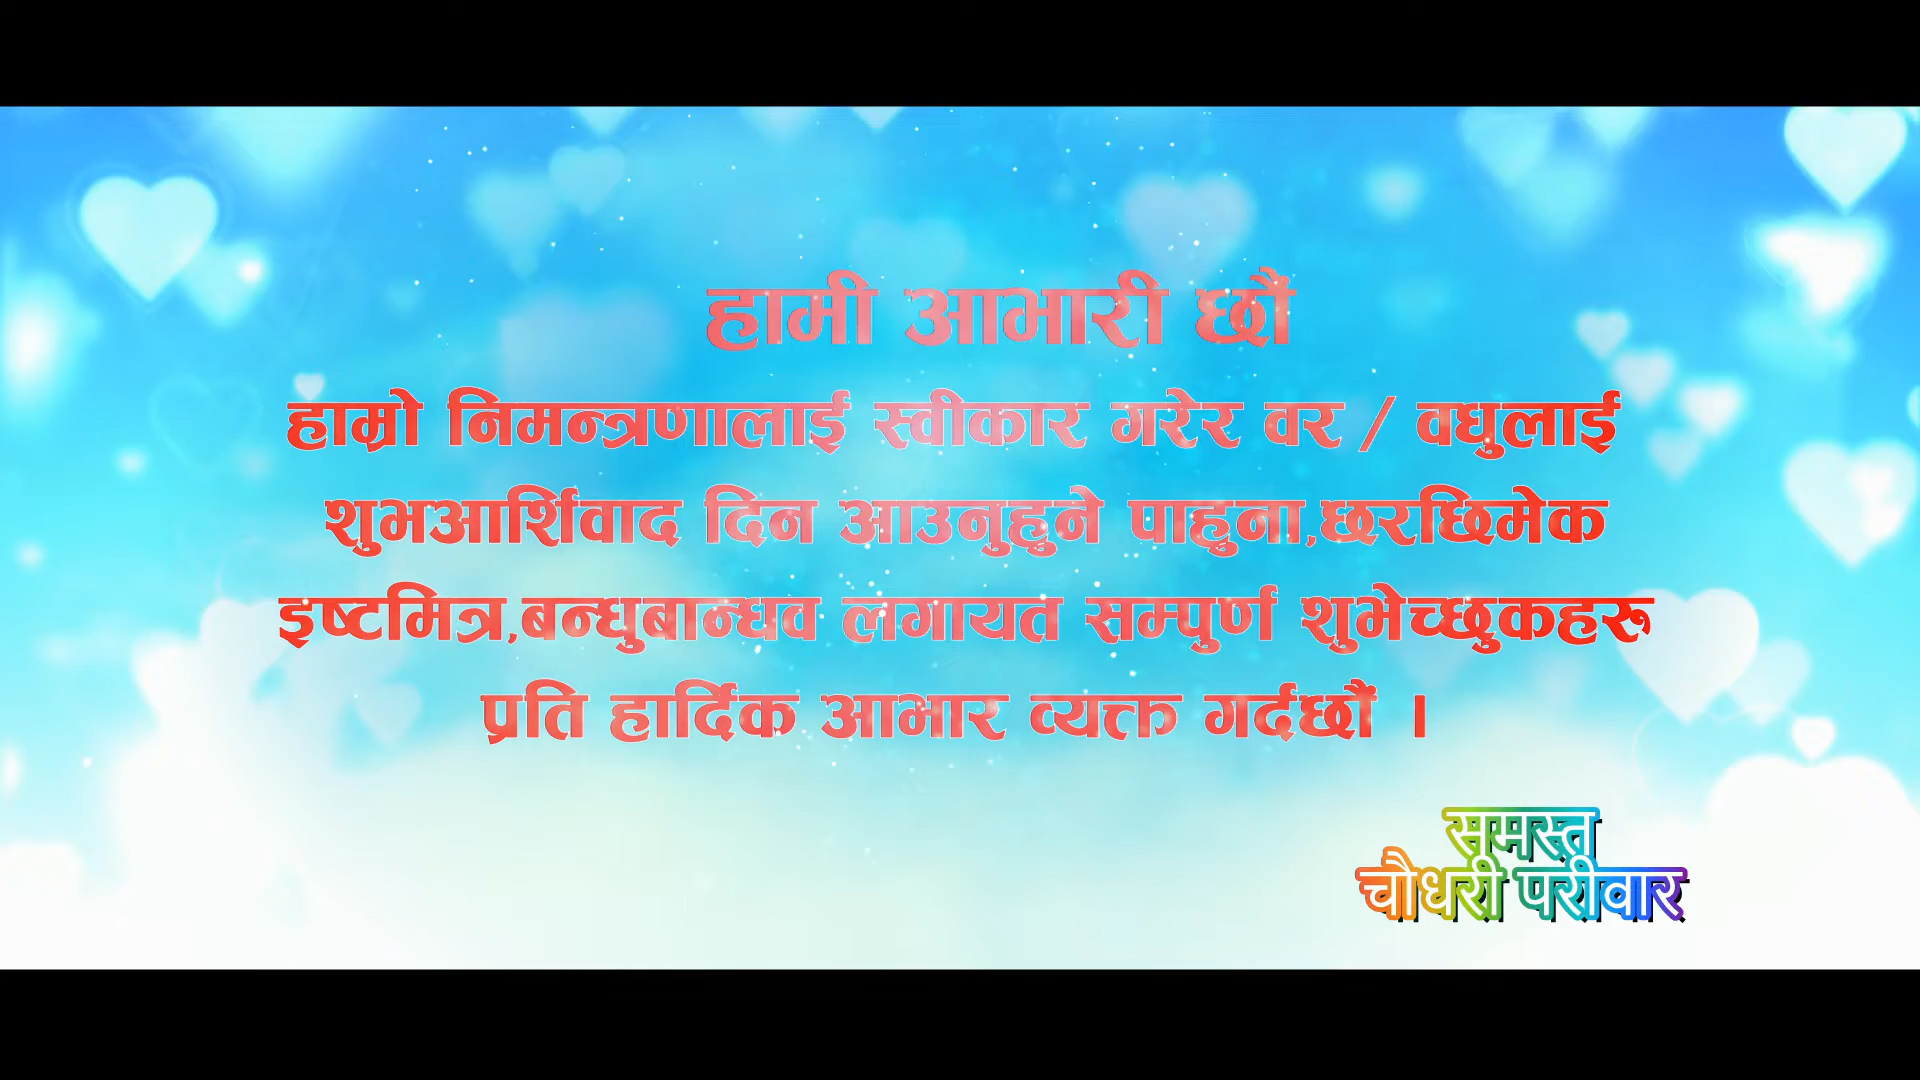 हामी आभारी छौं
हाम्रो निमन्त्रणालाई स्वीकार गरेर वर / वधुलाई
शुभआर्शिवाद दिन आउनुहुने पाहुना,छरछिमेक
इष्टमित्र,बन्धुबान्धव लगायत सम्पुर्ण शुभेच्छुकहरू
प्रति हार्दिक आभार व्यक्त गर्दछौं ।
समस्त
चौधरी परीवार